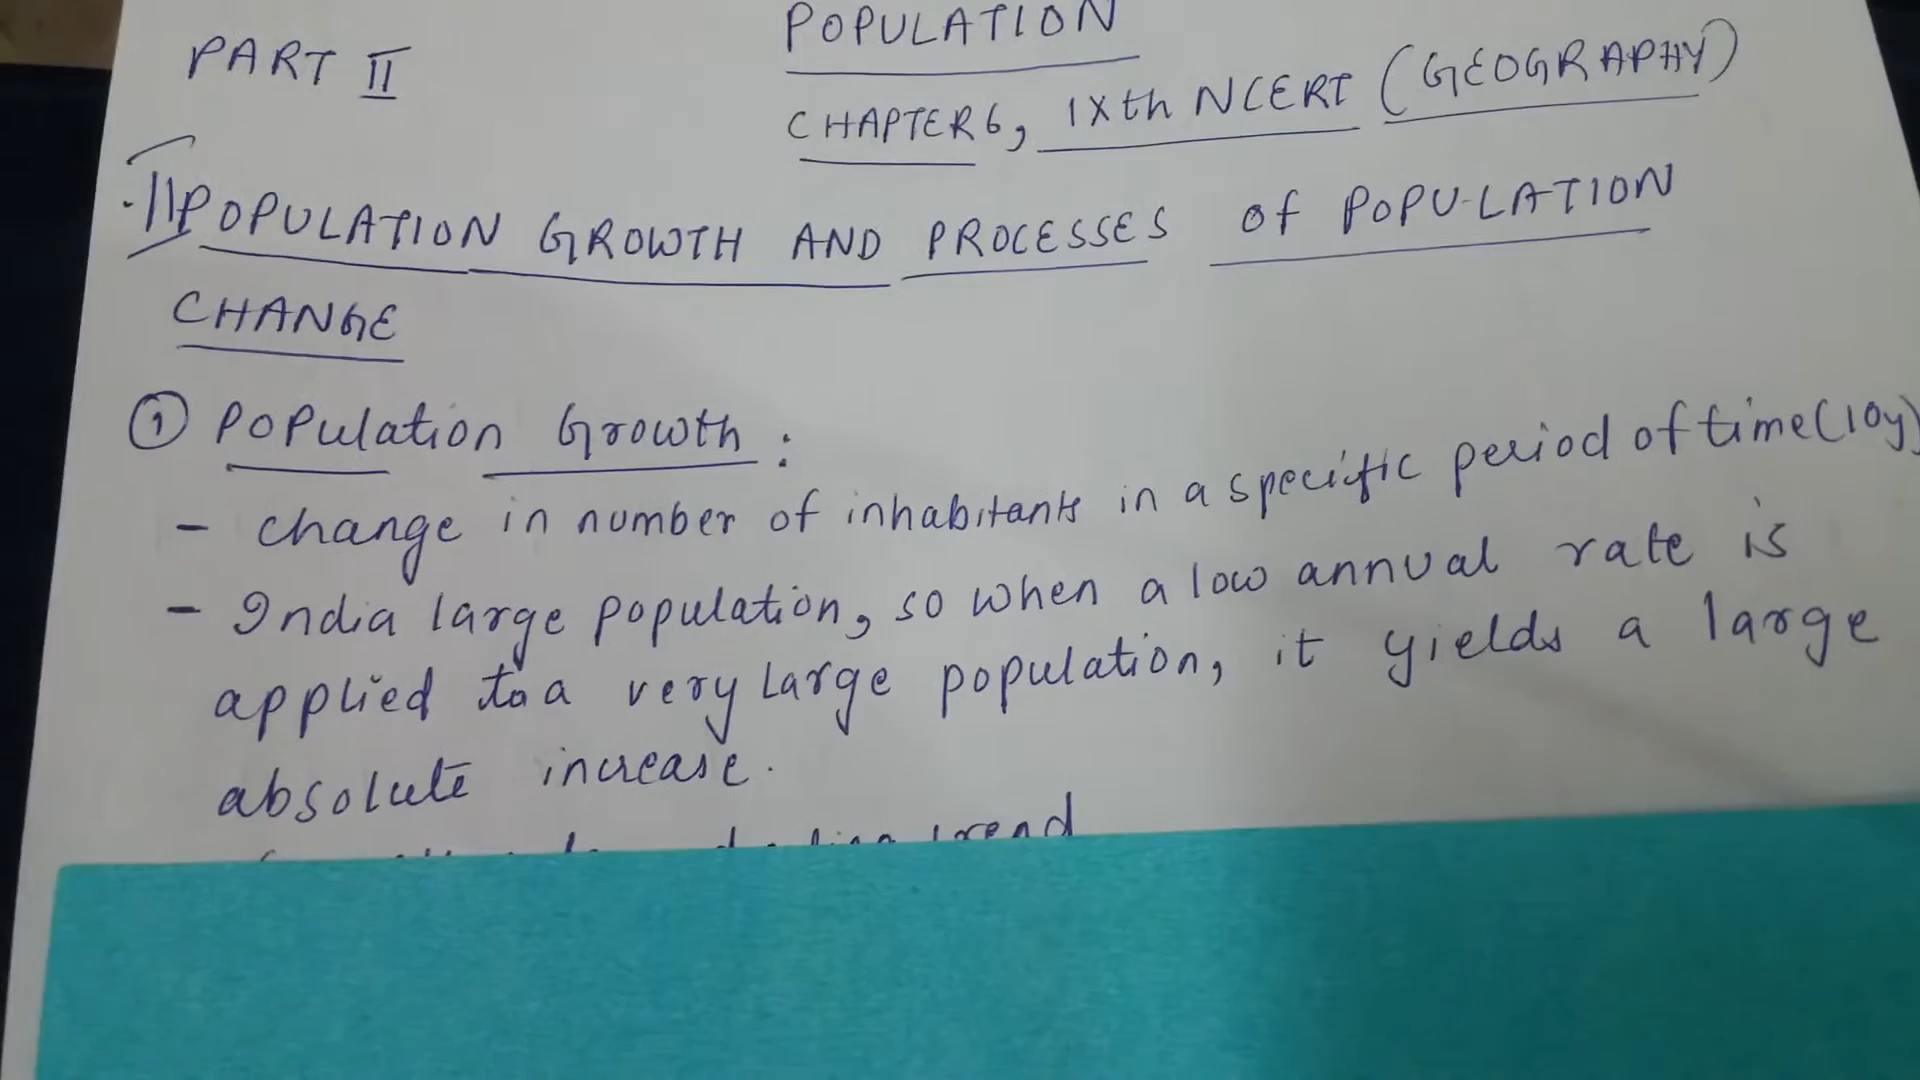 PART II
POPULATION
CHAPTER 6, IXth NCERT (GEOGRAPHY)
II POPULATION GROWTH AND PROCESSES of POPULATION
CHANGE
① Population Growth :
- change in number of inhabitants in a specific period of time (10y)
- India large population, so when a low annual rate is
applied to a very large population, it yields a large
absolute increase.
trend